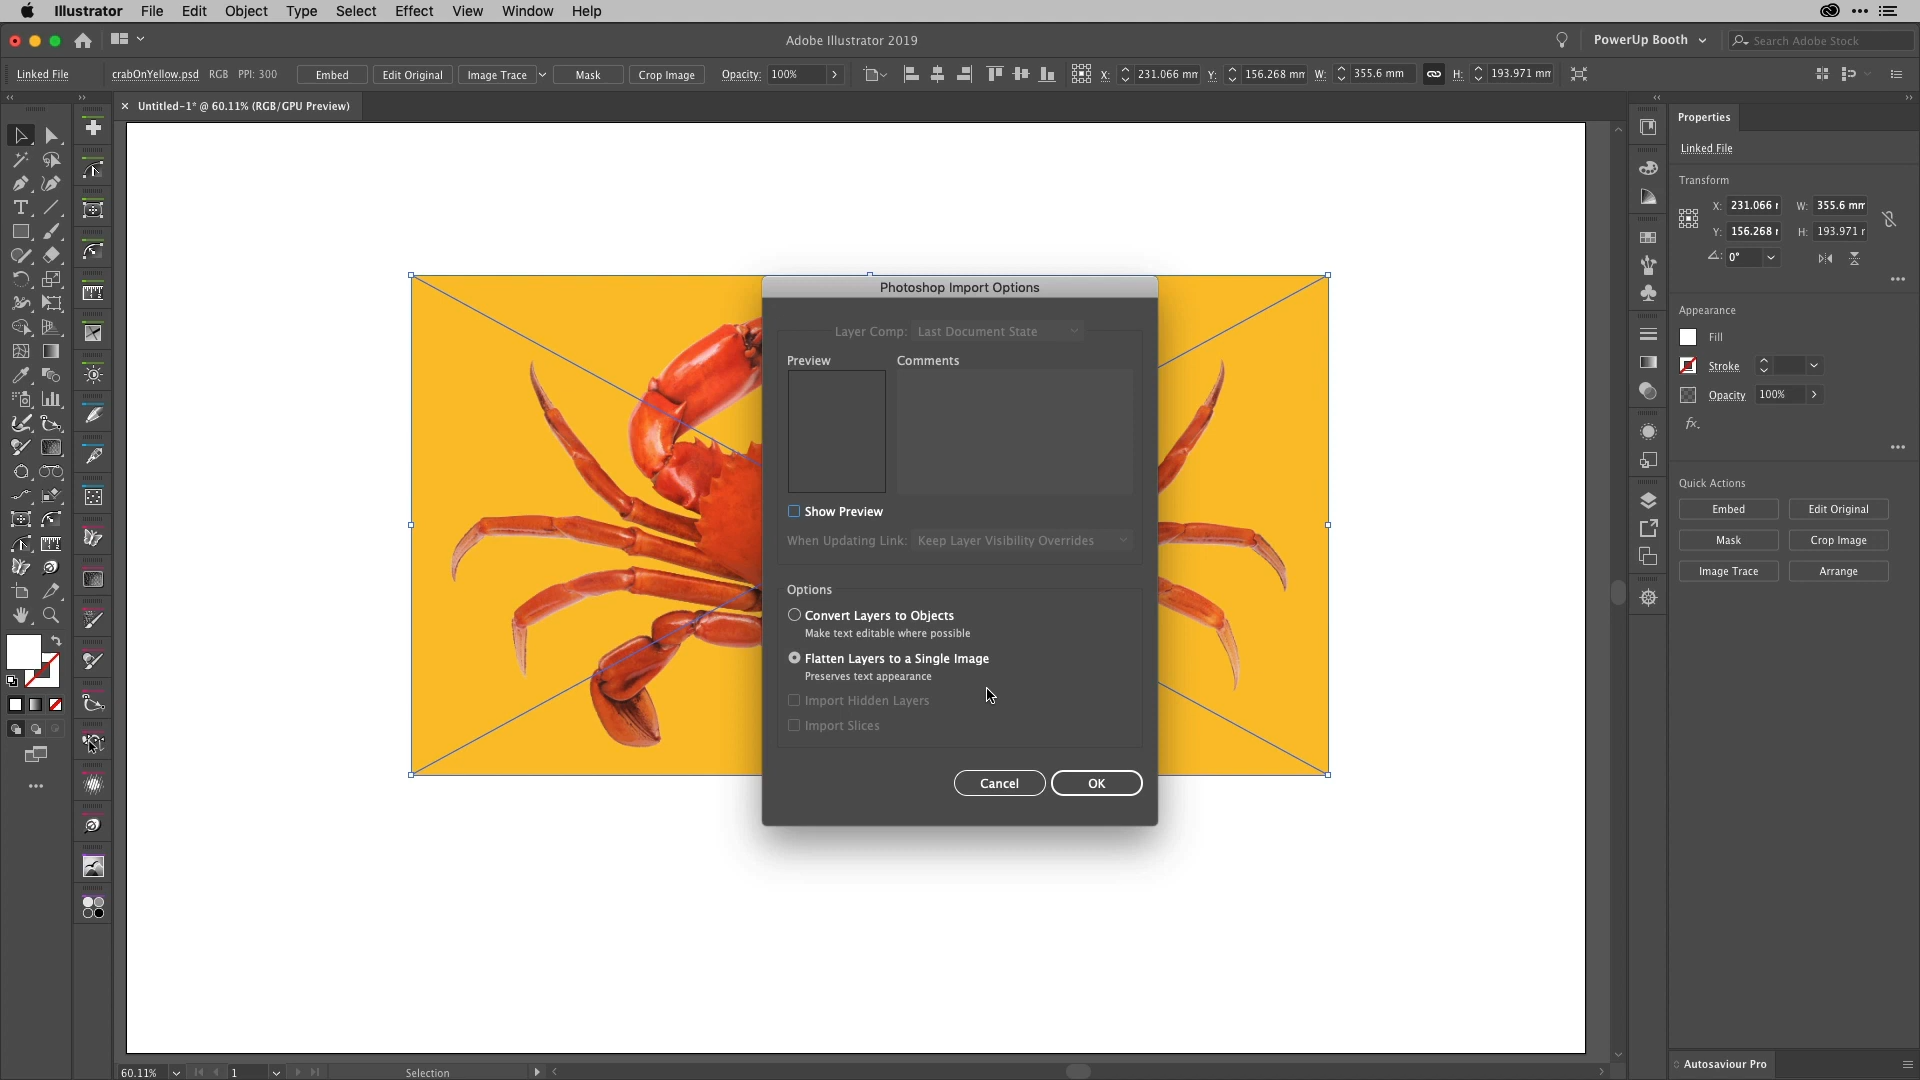 Illustrator File Edit Object Type Select Effect View Window Help
Adobe Illustrator 2019
PowerUp Booth
Search Adobe Stock
Linked File
crabOnYellow.psd RGB PPI: 300
Embed
Edit Original
Image Trace
Mask
Crop Image
Opacity: 100%
X: 231.066 mm
Y: 156.268 mm
W: 355.6 mm
H: 193.971 mm
× Untitled-1* @ 60.11% (RGB/GPU Preview)
Photoshop Import Options
Layer Comp: Last Document State
Preview
Comments
Show Preview
When Updating Link: Keep Layer Visibility Overrides
Options
Convert Layers to Objects
Make text editable where possible
Flatten Layers to a Single Image
Preserves text appearance
Import Hidden Layers
Import Slices
Cancel
OK
Properties
Linked File
Transform
X: 231.066 r
W: 355.6 mm
Y: 156.268 r
H: 193.971 r
0°
Appearance
Fill
Stroke
Opacity 100%
fx.
Quick Actions
Embed
Edit Original
Mask
Crop Image
Image Trace
Arrange
Autosaviour Pro
60.11%
1
Selection